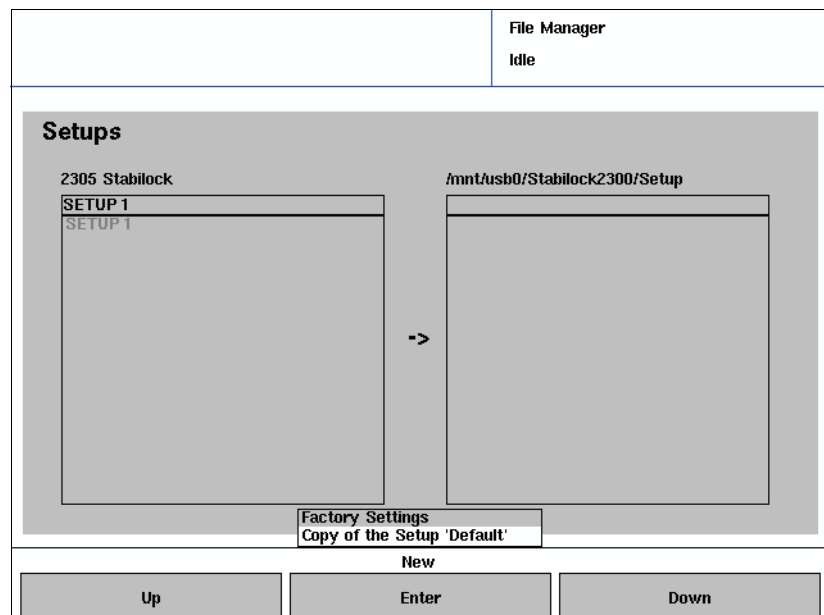 File Manager
Idle
Setups
2305 Stabilock
/mnt/usb0/Stabilock2300/Setup
SETUP 1
SETUP 1
->
Factory Settings
Copy of the Setup 'Default'
New
Up
Enter
Down